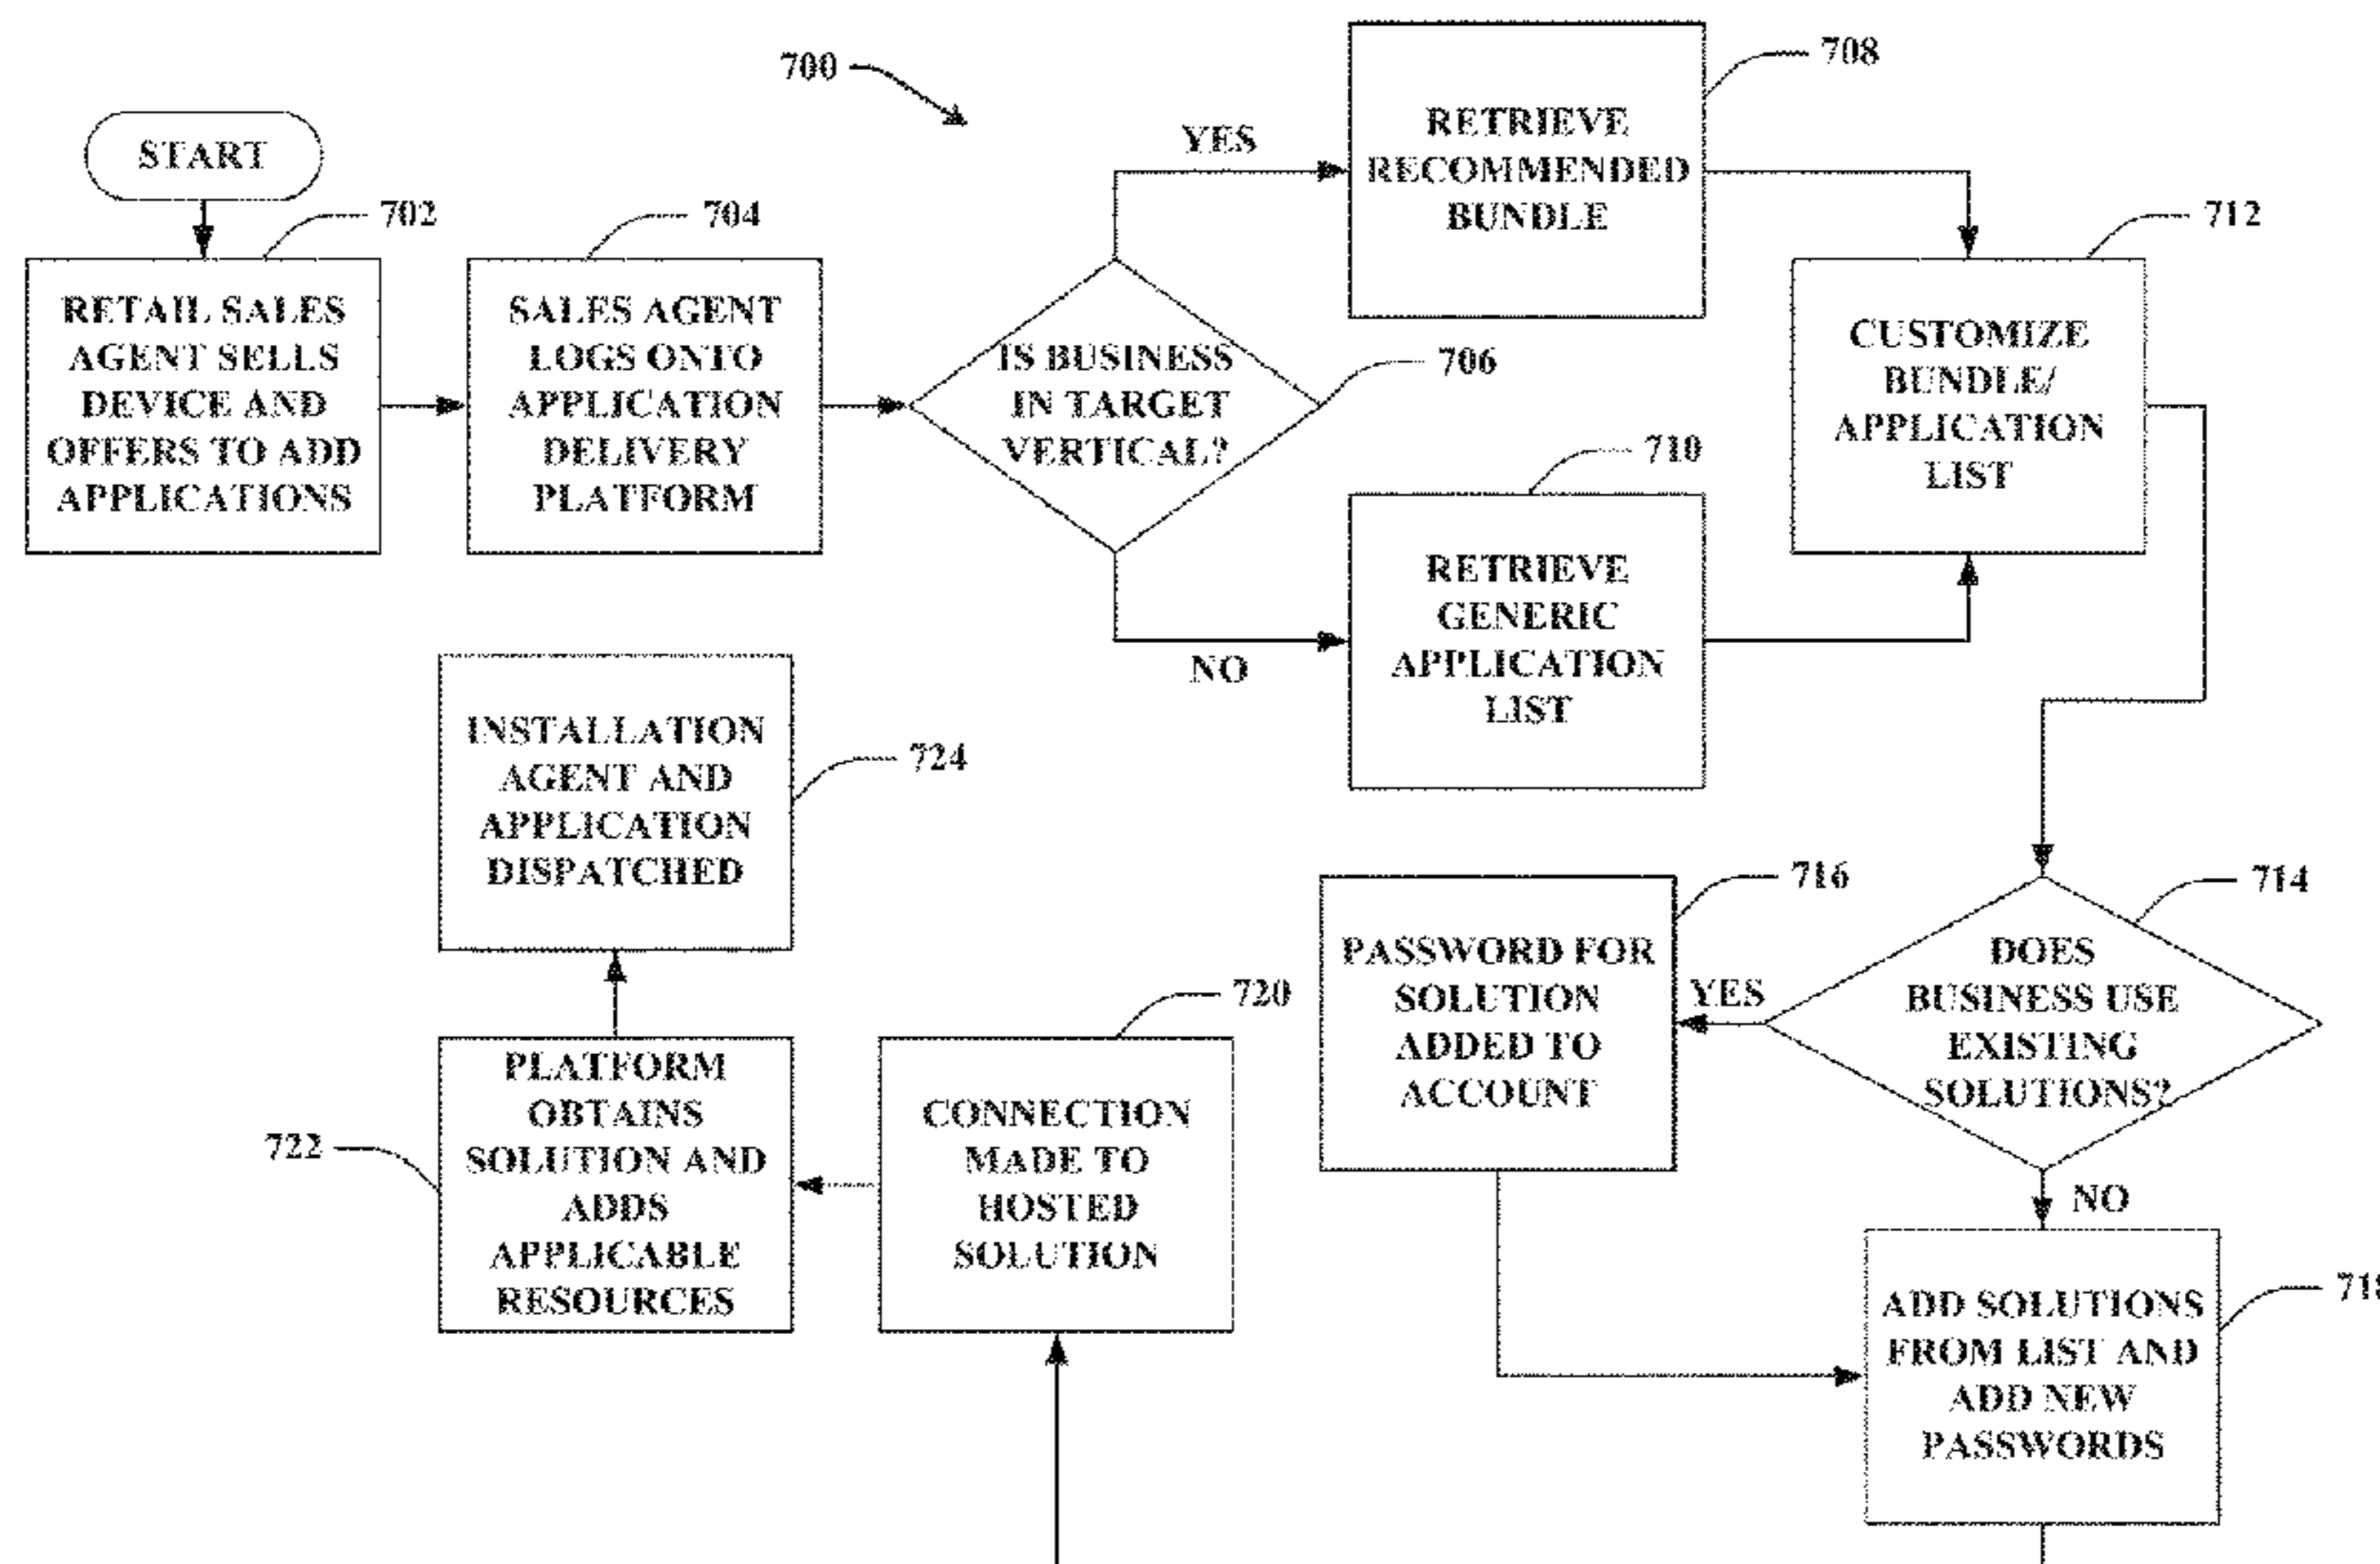 700
START
702
RETAIL SALES
AGENT SELLS
DEVICE AND
OFFERS TO ADD
APPLICATIONS
704
SALES AGENT
LOGS ONTO
APPLICATION
DELIVERY
PLATFORM
706
IS BUSINESS
IN TARGET
VERTICAL?
YES
708
RETRIEVE
RECOMMENDED
BUNDLE
NO
710
RETRIEVE
GENERIC
APPLICATION
LIST
712
CUSTOMIZE
BUNDLE/
APPLICATION
LIST
714
DOES
BUSINESS USE
EXISTING
SOLUTIONS?
YES
716
PASSWORD FOR
SOLUTION
ADDED TO
ACCOUNT
NO
718
ADD SOLUTIONS
FROM LIST AND
ADD NEW
PASSWORDS
720
CONNECTION
MADE TO
HOSTED
SOLUTION
722
PLATFORM
OBTAINS
SOLUTION AND
ADDS
APPLICABLE
RESOURCES
724
INSTALLATION
AGENT AND
APPLICATION
DISPATCHED